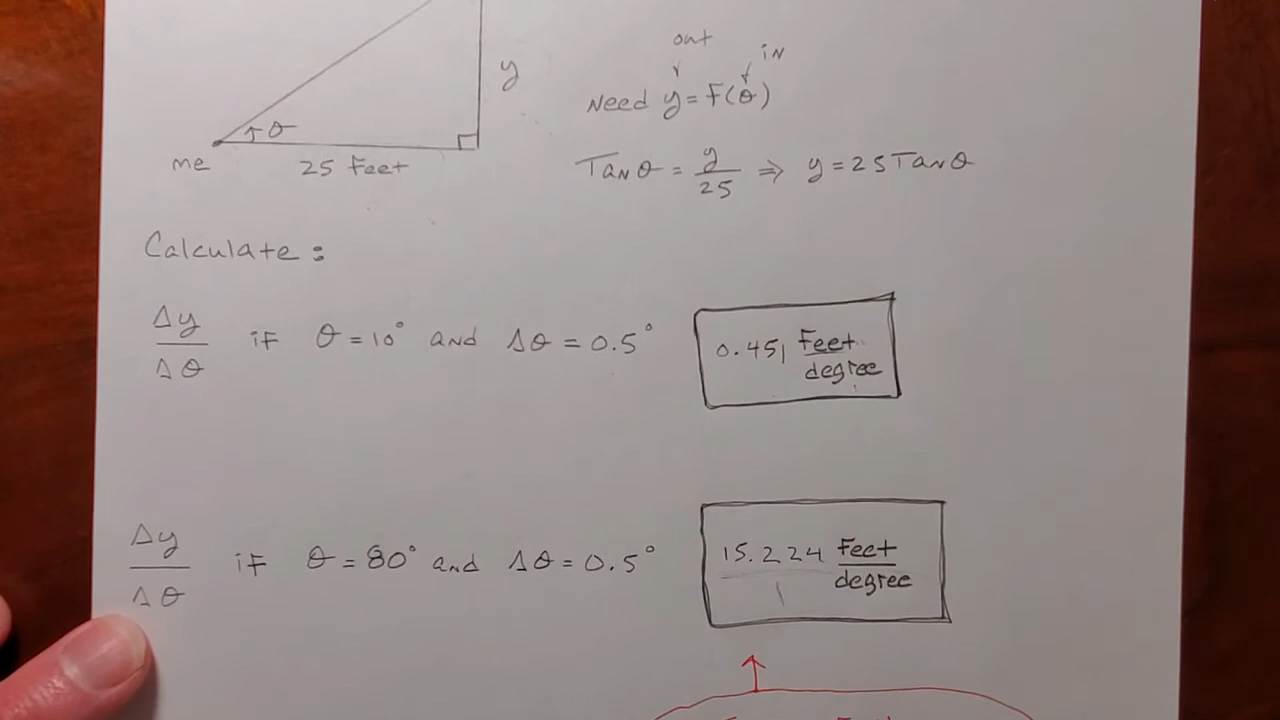 out
in
y
Need y = F(θ)
θ
me
25 Feet
Tan θ = y/25 ⇒ y = 25 Tan θ
Calculate:
Δy/Δθ if θ = 10° and Δθ = 0.5°
0.451 Feet/degree
Δy/Δθ if θ = 80° and Δθ = 0.5°
15.224 Feet/degree